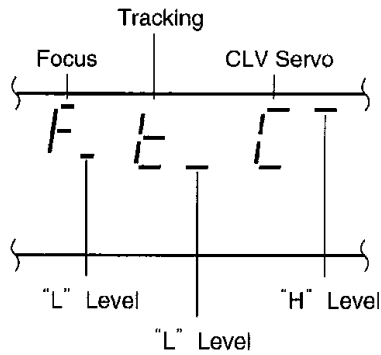 Tracking
Focus
CLV Servo
F_ t_ C¯
"L" Level
"H" Level
"L" Level